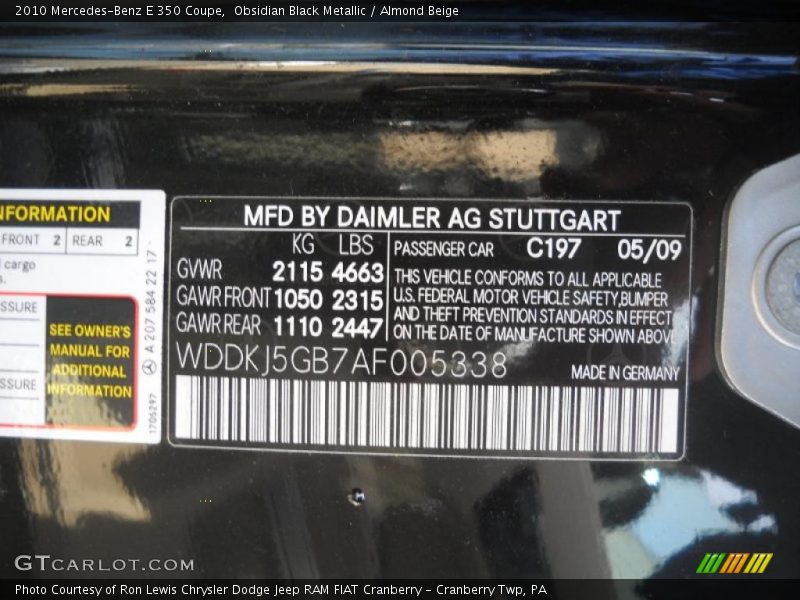 2010 Mercedes-Benz E 350 Coupe, Obsidian Black Metallic / Almond Beige
NFORMATION
FRONT 2 REAR 2
cargo
s.
SSURE
SEE OWNER'S
MANUAL FOR
ADDITIONAL
INFORMATION
SSURE
A 207 584 22 17
1705297
MFD BY DAIMLER AG STUTTGART
KG LBS
GVWR 2115 4663
GAWR FRONT 1050 2315
GAWR REAR 1110 2447
PASSENGER CAR C197 05/09
THIS VEHICLE CONFORMS TO ALL APPLICABLE
U.S. FEDERAL MOTOR VEHICLE SAFETY,BUMPER
AND THEFT PREVENTION STANDARDS IN EFFECT
ON THE DATE OF MANUFACTURE SHOWN ABOVE
WDDKJ5GB7AF005338
MADE IN GERMANY
GTCARLOT.COM
Photo Courtesy of Ron Lewis Chrysler Dodge Jeep RAM FIAT Cranberry - Cranberry Twp, PA